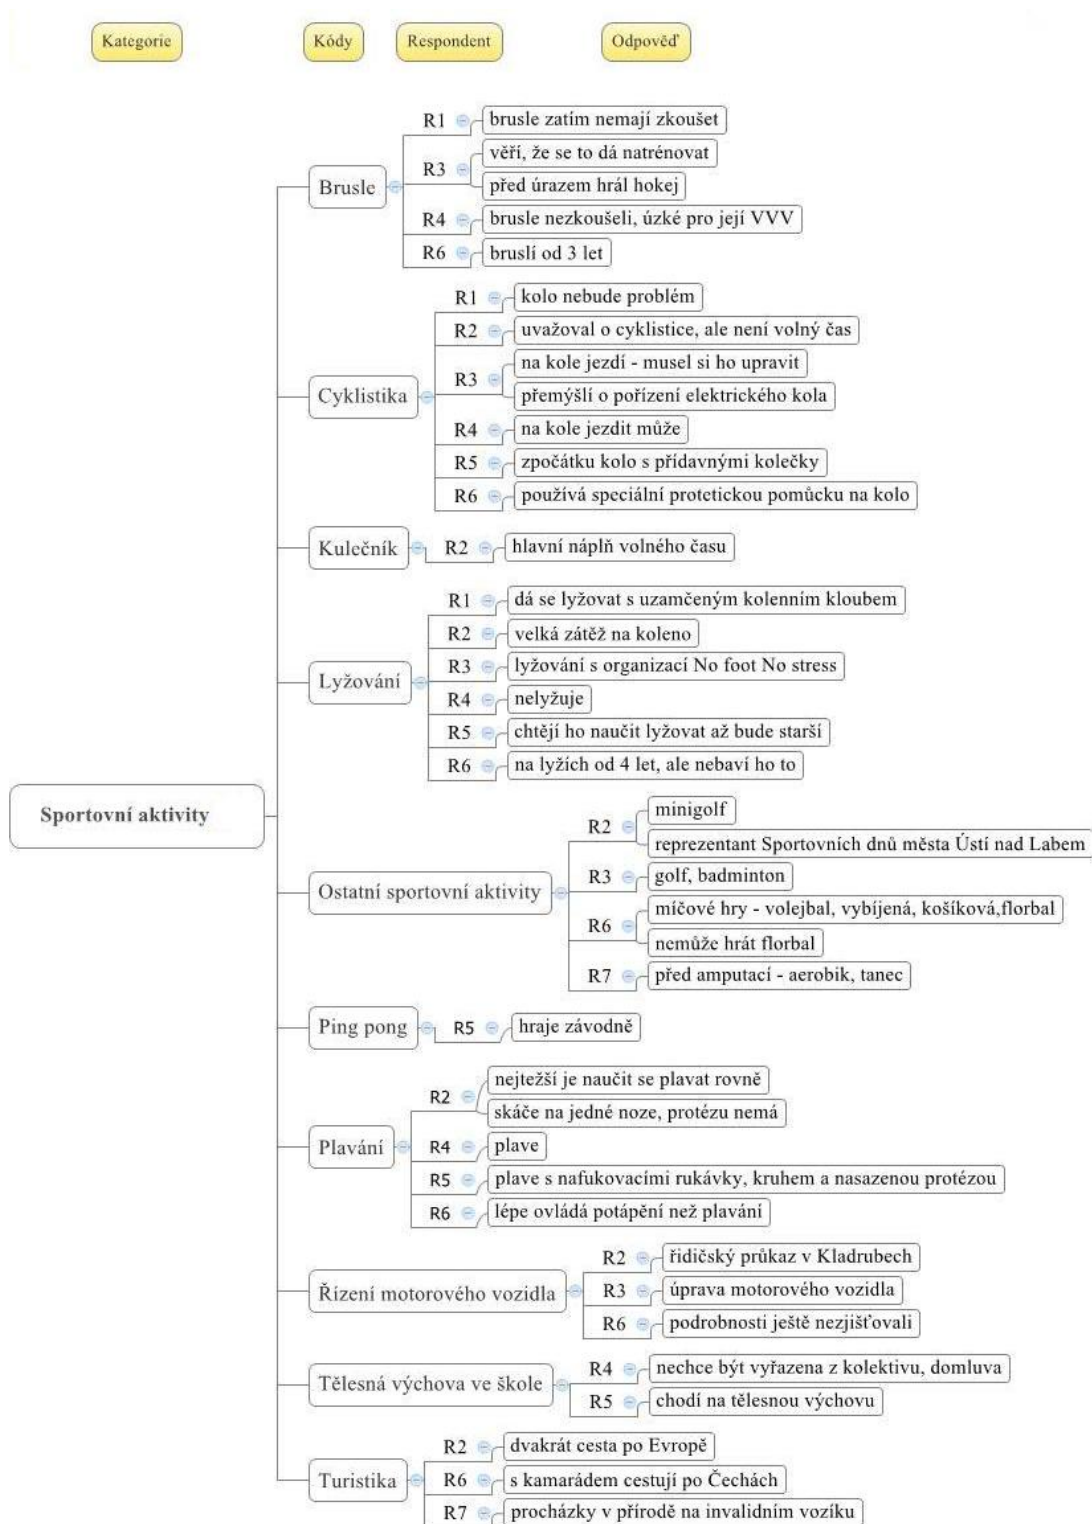 Kategorie Kódy Respondent Odpověď
Brusle
R1 brusle zatím nemají zkoušet
R3 věří, že se to dá natrénovat
před úrazem hrál hokej
R4 brusle nezkoušeli, úzké pro její VVV
R6 bruslí od 3 let
Cyklistika
R1 kolo nebude problém
R2 uvažoval o cyklistice, ale není volný čas
R3 na kole jezdí - musel si ho upravit
přemýšlí o pořízení elektrického kola
R4 na kole jezdit může
R5 zpočátku kolo s přídavnými kolečky
R6 používá speciální protetickou pomůcku na kolo
Kulečník
R2 hlavní náplň volného času
Lyžování
R1 dá se lyžovat s uzamčeným kolenním kloubem
R2 velká zátěž na koleno
R3 lyžování s organizací No foot No stress
R4 nelyžuje
R5 chtějí ho naučit lyžovat až bude starší
R6 na lyžích od 4 let, ale nebaví ho to
Sportovní aktivity
Ostatní sportovní aktivity
R2 minigolf
reprezentant Sportovních dnů města Ústí nad Labem
R3 golf, badminton
R6 míčové hry - volejbal, vybíjená, košíková,florbal
nemůže hrát florbal
R7 před amputací - aerobik, tanec
Ping pong
R5 hraje závodně
Plavání
R2 nejtežší je naučit se plavat rovně
skáče na jedné noze, protézu nemá
R4 plave
R5 plave s nafukovacími rukávky, kruhem a nasazenou protézou
R6 lépe ovládá potápění než plavání
Řízení motorového vozidla
R2 řidičský průkaz v Kladrubech
R3 úprava motorového vozidla
R6 podrobnosti ještě nezjišťovali
Tělesná výchova ve škole
R4 nechce být vyřazena z kolektivu, domluva
R5 chodí na tělesnou výchovu
Turistika
R2 dvakrát cesta po Evropě
R6 s kamarádem cestují po Čechách
R7 procházky v přírodě na invalidním vozíku